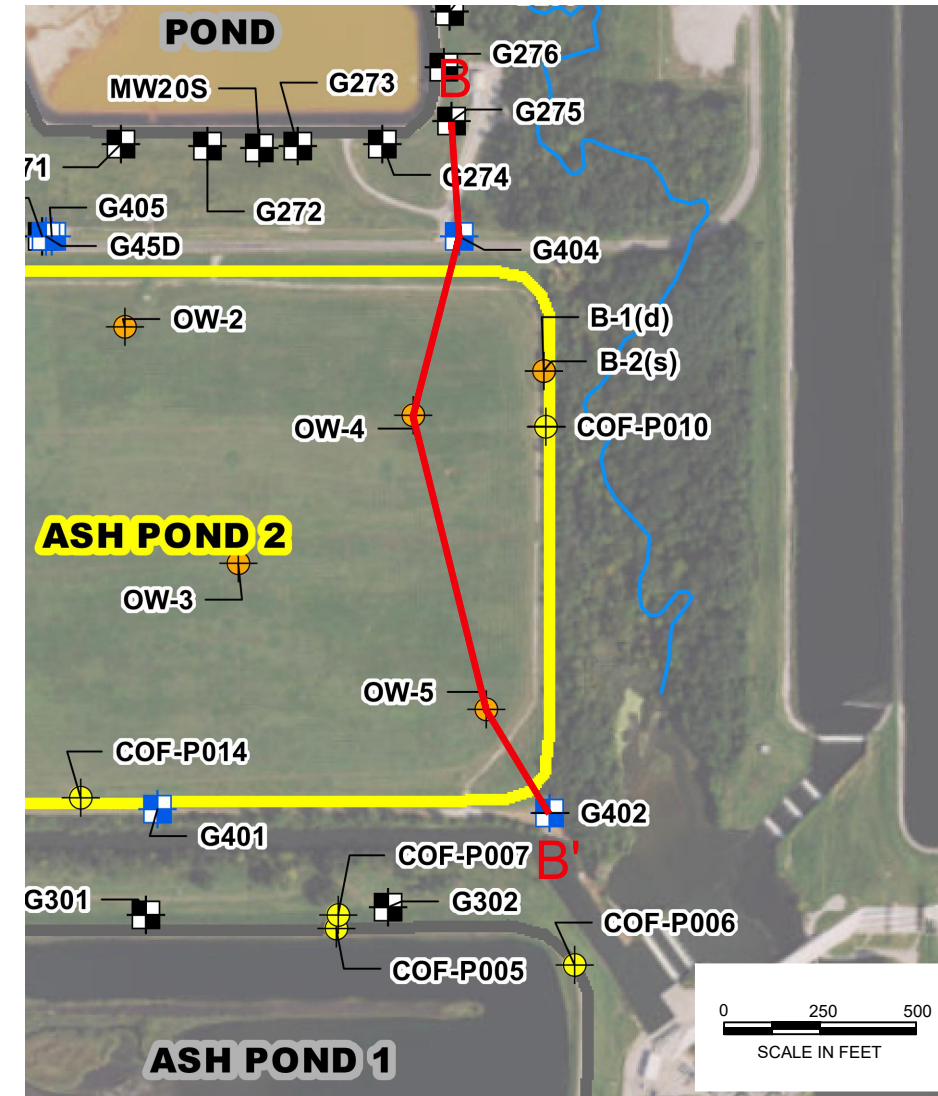 POND
G276
B
G273
MW20S
G275
71
G274
G405
G272
G45D
G404
OW-2
B-1(d)
B-2(s)
OW-4
COF-P010
ASH POND 2
OW-3
OW-5
COF-P014
G402
G401
COF-P007
B'
G301
G302
COF-P006
COF-P005
0 250 500
SCALE IN FEET
ASH POND 1